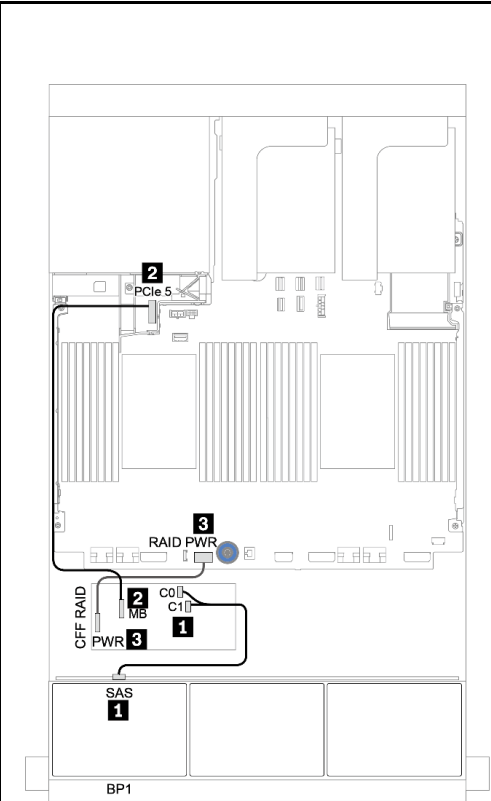 2
PCIe 5
3
RAID PWR
CFF RAID
2
MB
C0
C1
1
PWR 3
SAS
1
BP1